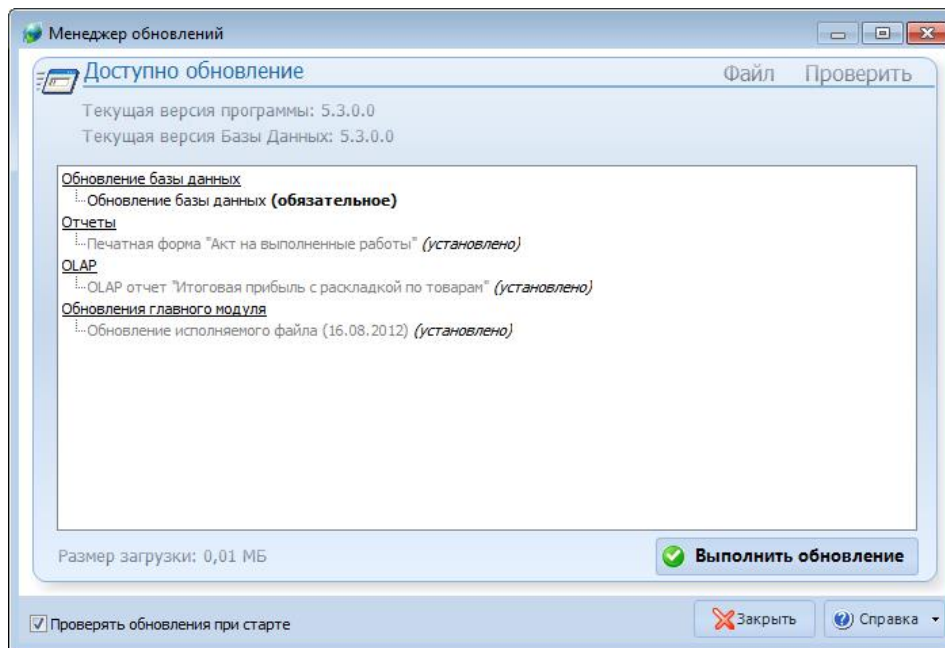 Менеджер обновлений
Доступно обновление
Файл Проверить
Текущая версия программы: 5.3.0.0
Текущая версия Базы Данных: 5.3.0.0
Обновление базы данных
Обновление базы данных (обязательное)
Отчеты
Печатная форма "Акт на выполненные работы" (установлено)
OLAP
OLAP отчет "Итоговая прибыль с раскладкой по товарам" (установлено)
Обновления главного модуля
Обновление исполняемого файла (16.08.2012) (установлено)
Размер загрузки: 0,01 МБ
Выполнить обновление
Проверять обновления при старте
Закрыть
Справка